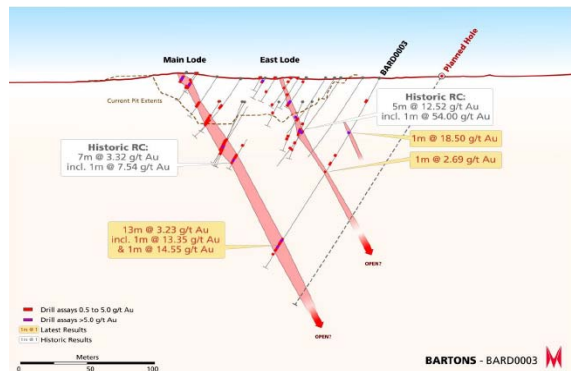 Main Lode
East Lode
BARD0003
Planned Hole
Current Pit Extents
Historic RC:
5m @ 12.52 g/t Au
incl. 1m @ 54.00 g/t Au
Historic RC:
7m @ 3.32 g/t Au
incl. 1m @ 7.54 g/t Au
1m @ 18.50 g/t Au
1m @ 2.69 g/t Au
13m @ 3.23 g/t Au
incl. 1m @ 13.35 g/t Au
& 1m @ 14.55 g/t Au
OPEN?
OPEN?
Drill assays 0.5 to 5.0 g/t Au
Drill assays >5.0 g/t Au
Latest Results
Historic Results
Meters
0 50 100
BARTONS - BARD0003